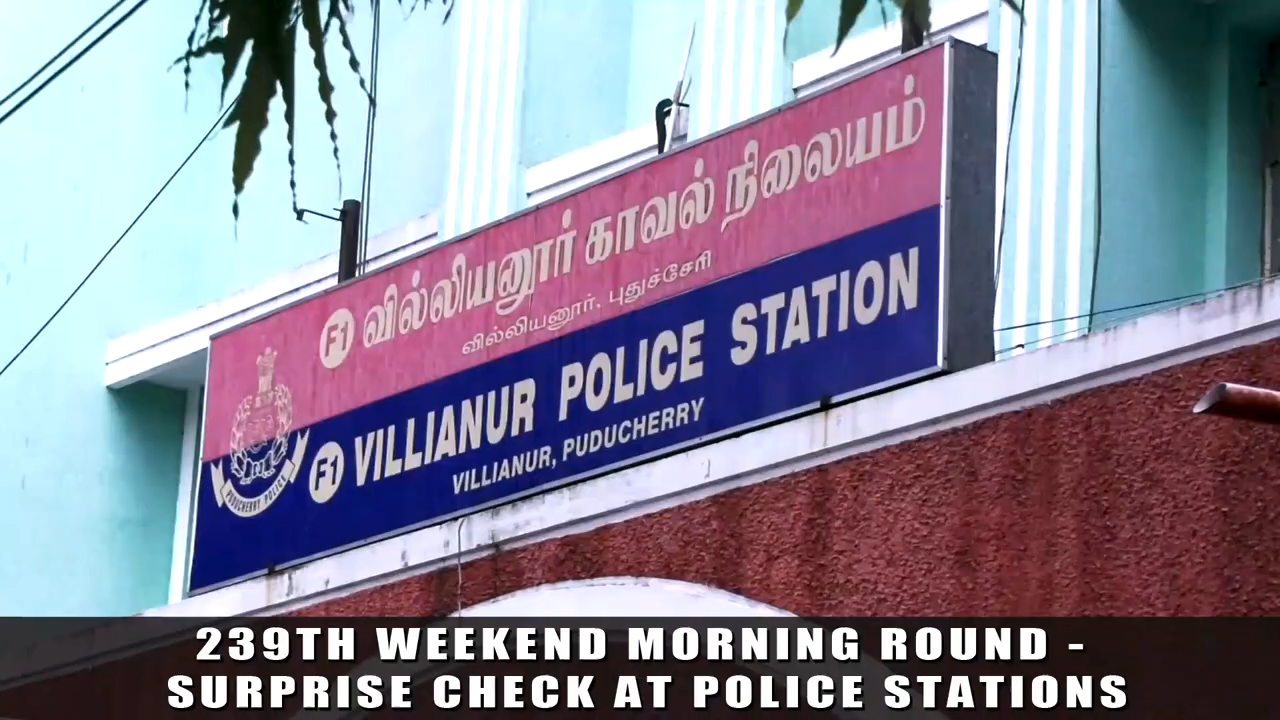 F1 வில்லியனூர் காவல் நிலையம்
வில்லியனூர், புதுச்சேரி
F1 VILLIANUR POLICE STATION
VILLIANUR, PUDUCHERRY
PUDUCHERRY POLICE
239TH WEEKEND MORNING ROUND -
SURPRISE CHECK AT POLICE STATIONS